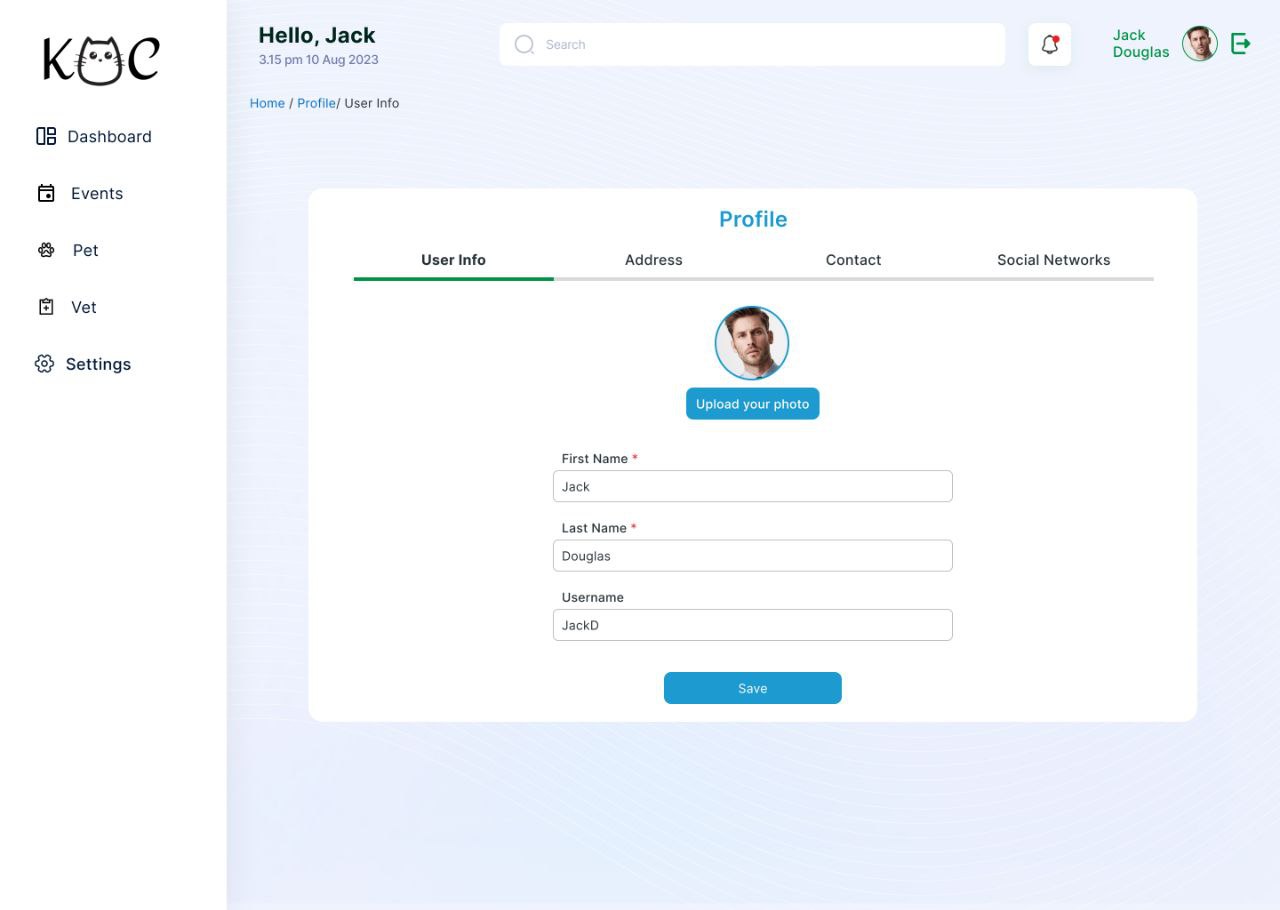 KOC
Hello, Jack
3.15 pm 10 Aug 2023
Search
Jack
Douglas
Home / Profile/ User Info
Dashboard
Events
Pet
Vet
Settings
Profile
User Info
Address
Contact
Social Networks
Upload your photo
First Name *
Jack
Last Name *
Douglas
Username
JackD
Save